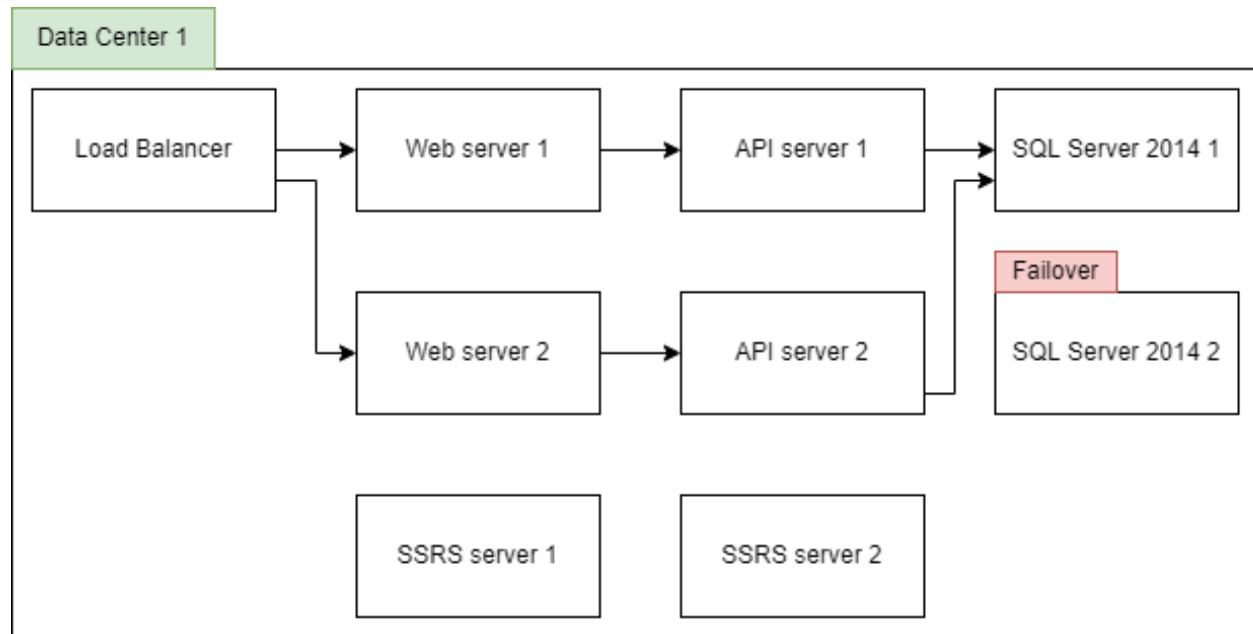 Data Center 1
Load Balancer
Web server 1
API server 1
SQL Server 2014 1
Failover
Web server 2
API server 2
SQL Server 2014 2
SSRS server 1
SSRS server 2